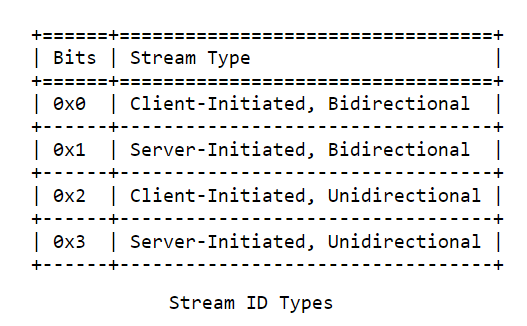 +======+==================================+
| Bits | Stream Type                      |
+======+==================================+
| 0x0  | Client-Initiated, Bidirectional  |
+------+----------------------------------+
| 0x1  | Server-Initiated, Bidirectional  |
+------+----------------------------------+
| 0x2  | Client-Initiated, Unidirectional |
+------+----------------------------------+
| 0x3  | Server-Initiated, Unidirectional |
+------+----------------------------------+
Stream ID Types